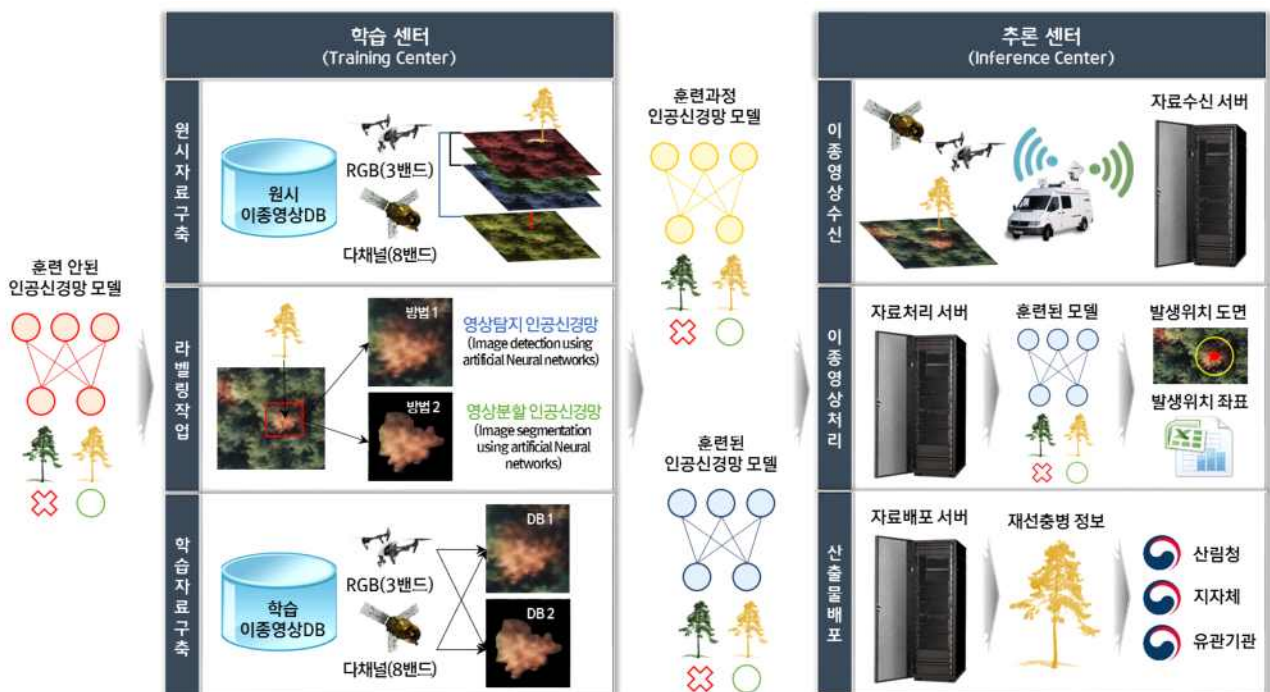 훈련 안된
인공신경망 모델
학습 센터
(Training Center)
원시자료구축
원시
이종영상DB
RGB(3밴드)
다채널(8밴드)
라벨링작업
방법 1
영상탐지 인공신경망
(Image detection using
artificial Neural networks)
방법 2
영상분할 인공신경망
(Image segmentation
using artificial Neural
networks)
학습자료구축
학습
이종영상DB
RGB(3밴드)
다채널(8밴드)
DB 1
DB 2
훈련과정
인공신경망 모델
훈련된
인공신경망 모델
추론 센터
(Inference Center)
이종영상수신
자료수신 서버
이종영상처리
자료처리 서버
훈련된 모델
발생위치 도면
발생위치 좌표
산출물배포
자료배포 서버
재선충병 정보
산림청
지자체
유관기관